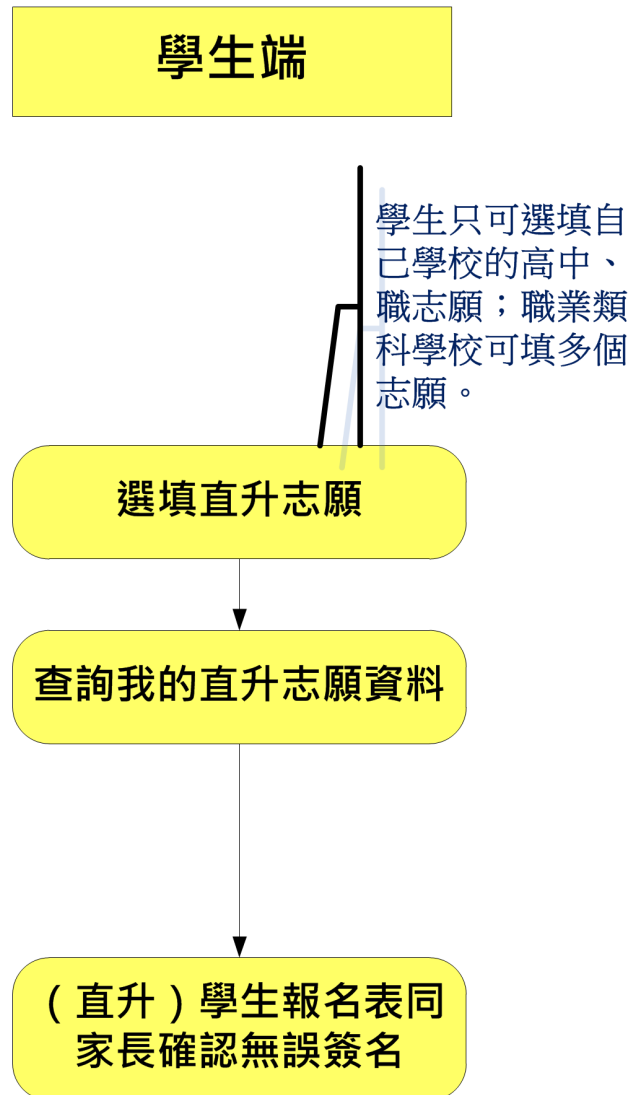 學生端
學生只可選填自
己學校的高中、
職志願；職業類
科學校可填多個
志願。
選填直升志願
查詢我的直升志願資料
（直升）學生報名表同
家長確認無誤簽名